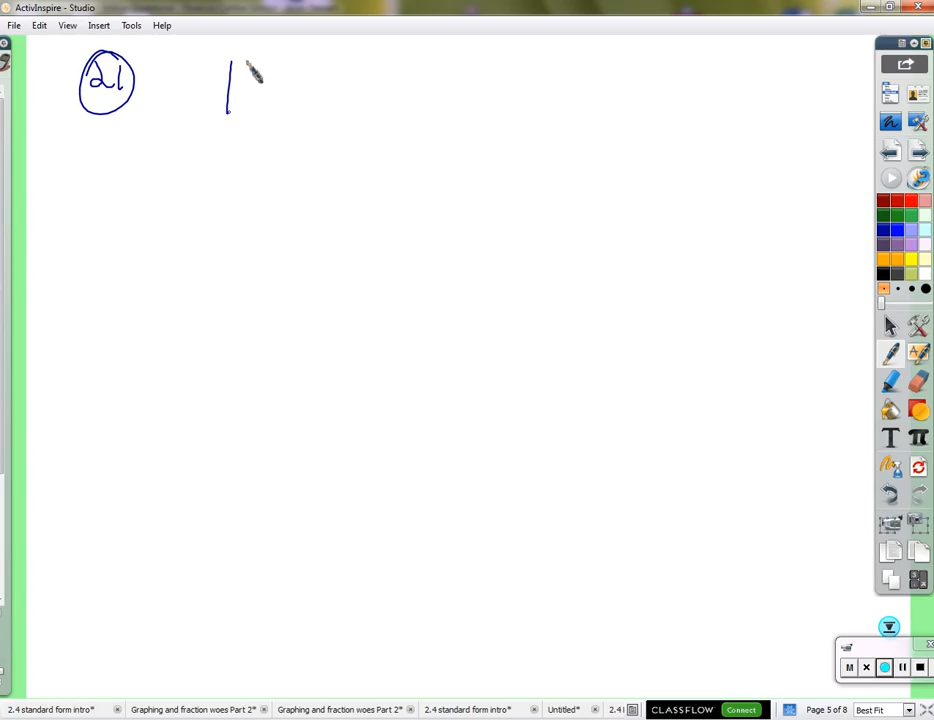 ActivInspire - Studio
File Edit View Insert Tools Help
21 |
M
2.4 standard form intro* Graphing and fraction woes Part 2* Graphing and fraction woes Part 2* 2.4 standard form intro* Untitled* 2.4 l CLASSFLOW Connect Page 5 of 8 Best Fit